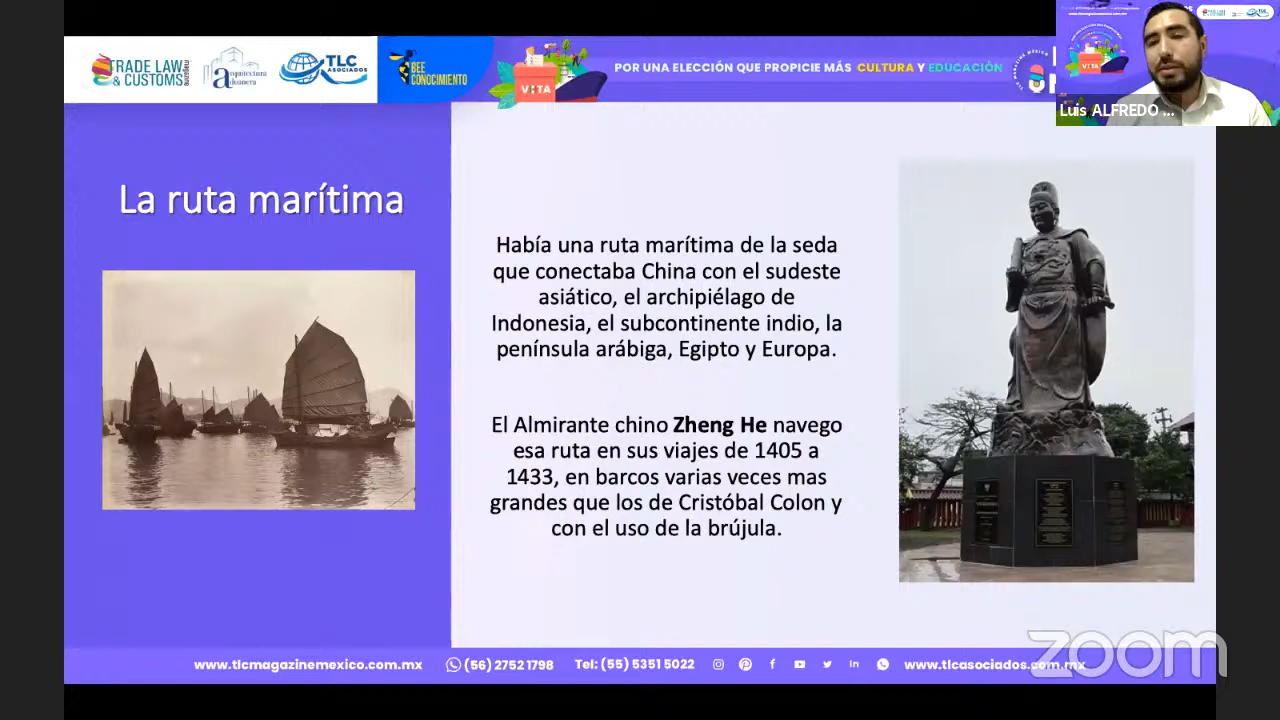 TRADE LAW
& CUSTOMS
magazine
arquitectura
aduanera
TLC
ASOCIADOS
BEE
CONOCIMIENTO
VOTA
POR UNA ELECCIÓN QUE PROPICIE MÁS CULTURA Y EDUCACIÓN
Luis ALFREDO ...
La ruta marítima
Había una ruta marítima de la seda
que conectaba China con el sudeste
asiático, el archipiélago de
Indonesia, el subcontinente indio, la
península arábiga, Egipto y Europa.
El Almirante chino Zheng He navego
esa ruta en sus viajes de 1405 a
1433, en barcos varias veces mas
grandes que los de Cristóbal Colon y
con el uso de la brújula.
zoom
www.tlcmagazinemexico.com.mx
(56) 2752 1798
Tel: (55) 5351 5022
www.tlcasociados.com.mx